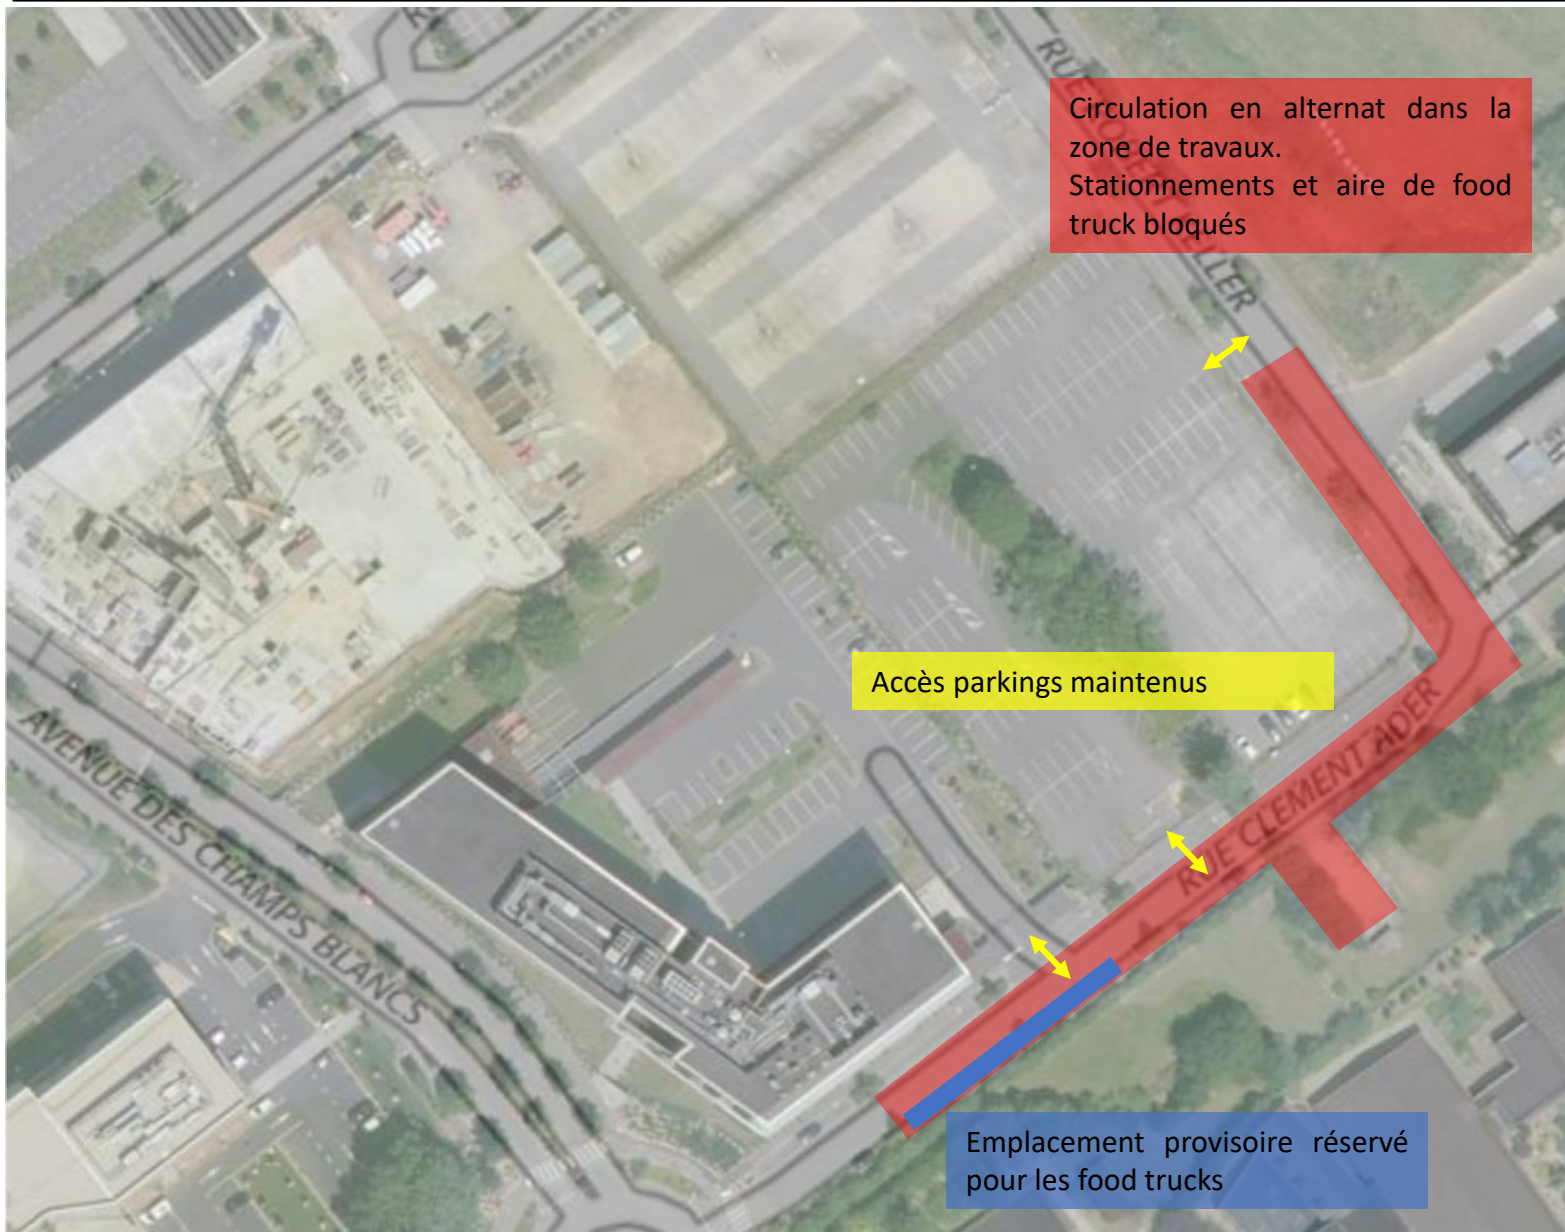 Circulation en alternat dans la
zone de travaux.
Stationnements et aire de food
truck bloqués
Accès parkings maintenus
RUE CLEMENT ADER
AVENUE DES CHAMPS BLANCS
Emplacement provisoire réservé
pour les food trucks